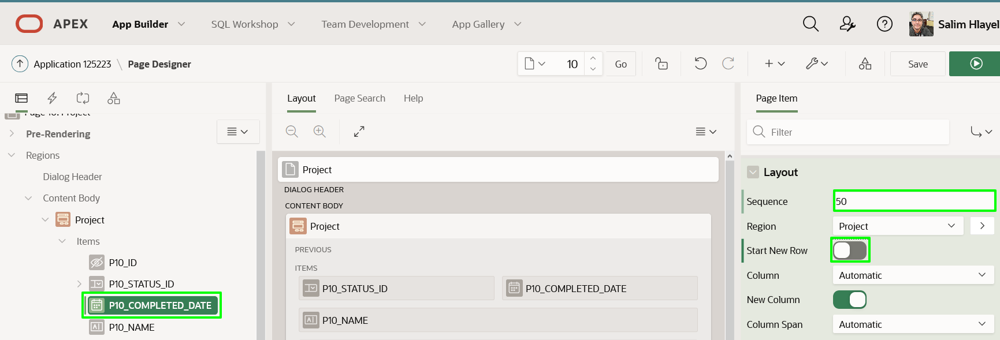 APEX App Builder SQL Workshop Team Development App Gallery Salim Hlayel
Application 125223 \ Page Designer 10 Go Save
Page 10: Project
Pre-Rendering
Regions
Dialog Header
Content Body
Project
Items
P10_ID
P10_STATUS_ID
P10_COMPLETED_DATE
P10_NAME
Layout Page Search Help
Project
DIALOG HEADER
CONTENT BODY
Project
PREVIOUS
ITEMS
P10_STATUS_ID P10_COMPLETED_DATE
P10_NAME
Page Item
Filter
Layout
Sequence 50
Region Project
Start New Row
Column Automatic
New Column
Column Span Automatic